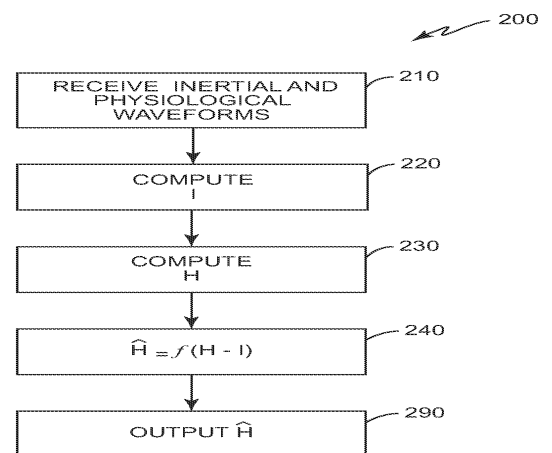 200
RECEIVE INERTIAL AND
PHYSIOLOGICAL
WAVEFORMS
210
COMPUTE
I
220
COMPUTE
H
230
Ĥ = f(H - I)
240
OUTPUT Ĥ
290